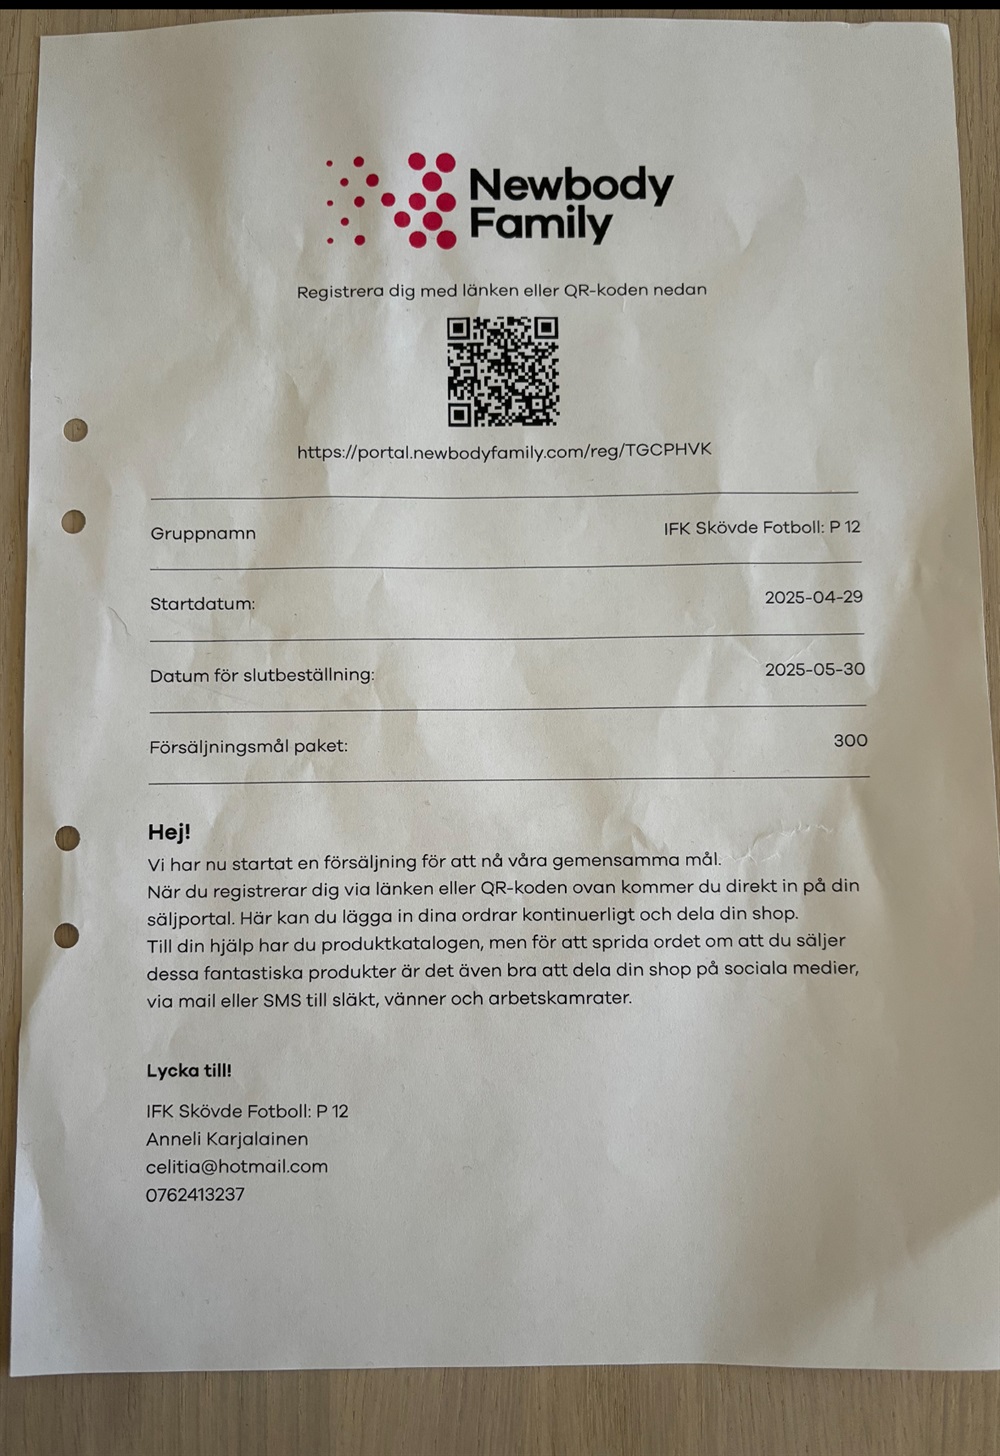 Newbody
Family
Registrera dig med länken eller QR-koden nedan
https://portal.newbodyfamily.com/reg/TGCPHVK
Gruppnamn IFK Skövde Fotboll: P 12
Startdatum: 2025-04-29
Datum för slutbeställning: 2025-05-30
Försäljningsmål paket: 300
Hej!
Vi har nu startat en försäljning för att nå våra gemensamma mål.
När du registrerar dig via länken eller QR-koden ovan kommer du direkt in på din
säljportal. Här kan du lägga in dina ordrar kontinuerligt och dela din shop.
Till din hjälp har du produktkatalogen, men för att sprida ordet om att du säljer
dessa fantastiska produkter är det även bra att dela din shop på sociala medier,
via mail eller SMS till släkt, vänner och arbetskamrater.
Lycka till!
IFK Skövde Fotboll: P 12
Anneli Karjalainen
celitia@hotmail.com
0762413237